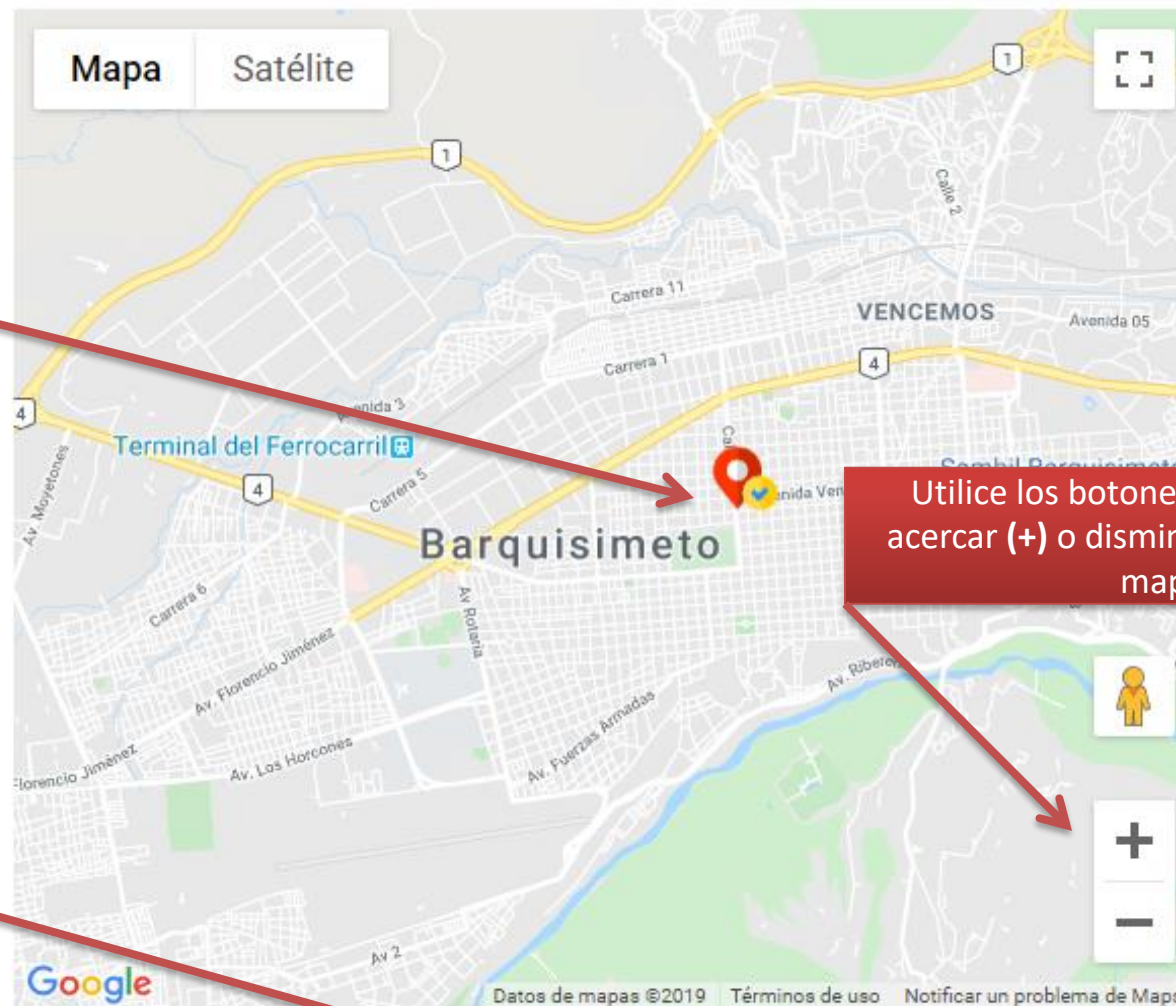 Mapa
Satélite
1
1
Calle 2
Carrera 11
VENCEMOS
Avenida 05
4
Carrera 1
4
Avenida 3
Terminal del Ferrocarril
4
Carrera 5
Av. Moyetones
Sambil Barquisimeto
Utilice los botone
acercar (+) o dismin
map
Barquisimeto
Carrera 6
Av Rotaria
Av. Florencio Jiménez
Florencio Jiménez
Av. Los Horcones
Av. Fuerzas Armadas
Av. Ribere
+
−
Av 2
Google
Datos de mapas ©2019
Términos de uso
Notificar un problema de Map